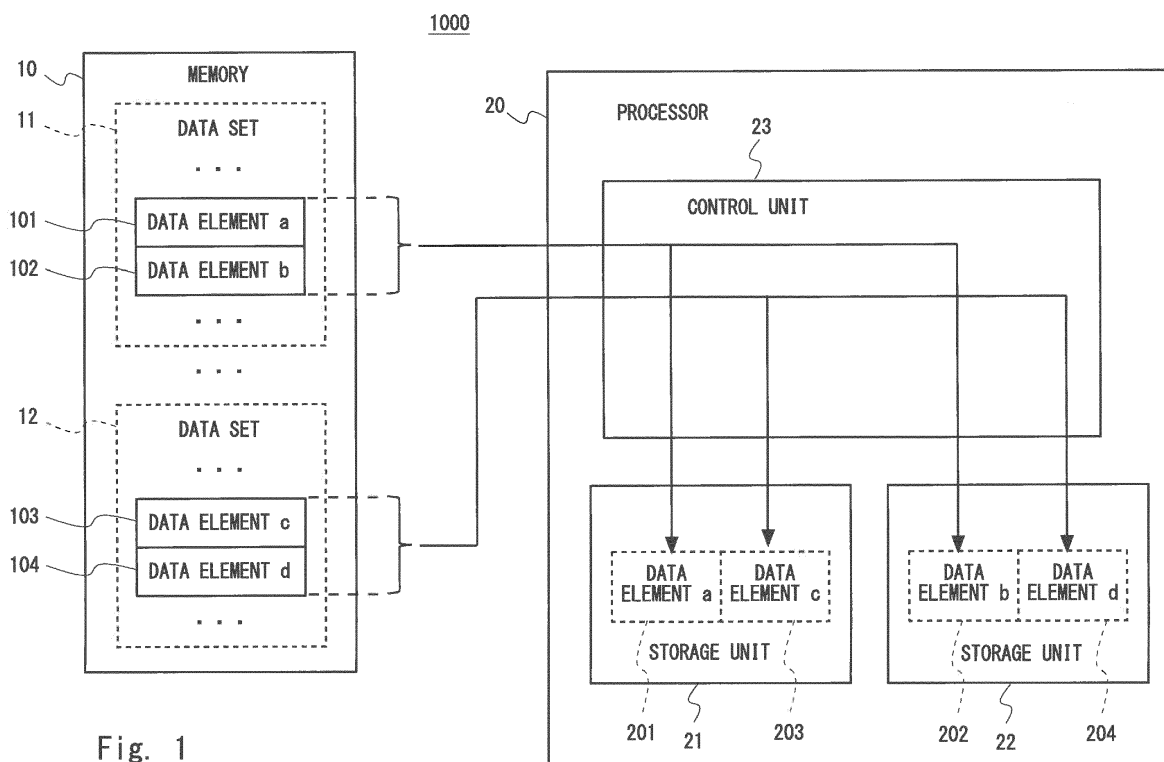 1000
10
MEMORY
11
DATA SET
. . .
101
DATA ELEMENT a
102
DATA ELEMENT b
. . .
. . .
12
DATA SET
. . .
103
DATA ELEMENT c
104
DATA ELEMENT d
. . .
20
PROCESSOR
23
CONTROL UNIT
DATA
ELEMENT a
DATA
ELEMENT c
STORAGE UNIT
201
21
203
DATA
ELEMENT b
DATA
ELEMENT d
STORAGE UNIT
202
22
204
Fig. 1